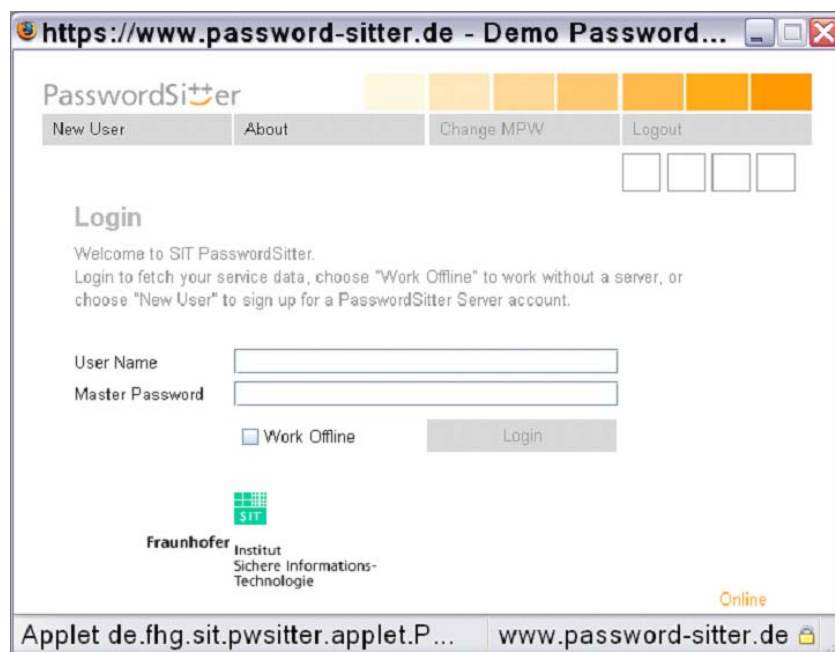 https://www.password-sitter.de - Demo Password...
PasswordSitter
New User About Change MPW Logout
Login
Welcome to SIT PasswordSitter.
Login to fetch your service data, choose "Work Offline" to work without a server, or
choose "New User" to sign up for a PasswordSitter Server account.
User Name
Master Password
Work Offline Login
SIT
Fraunhofer Institut
Sichere Informations-
Technologie
Online
Applet de.fhg.sit.pwsitter.applet.P... www.password-sitter.de